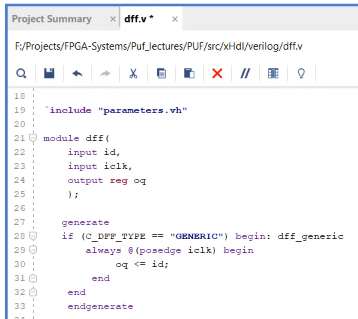 Project Summary × dff.v * ×
F:/Projects/FPGA-Systems/Puf_lectures/PUF/src/xHdl/verilog/dff.v
18
19 `include "parameters.vh"
20
21 module dff(
22 input id,
23 input iclk,
24 output reg oq
25 );
26
27 generate
28 if (C_DFF_TYPE == "GENERIC") begin: dff_generic
29 always @(posedge iclk) begin
30 oq <= id;
31 end
32 end
33 endgenerate
34